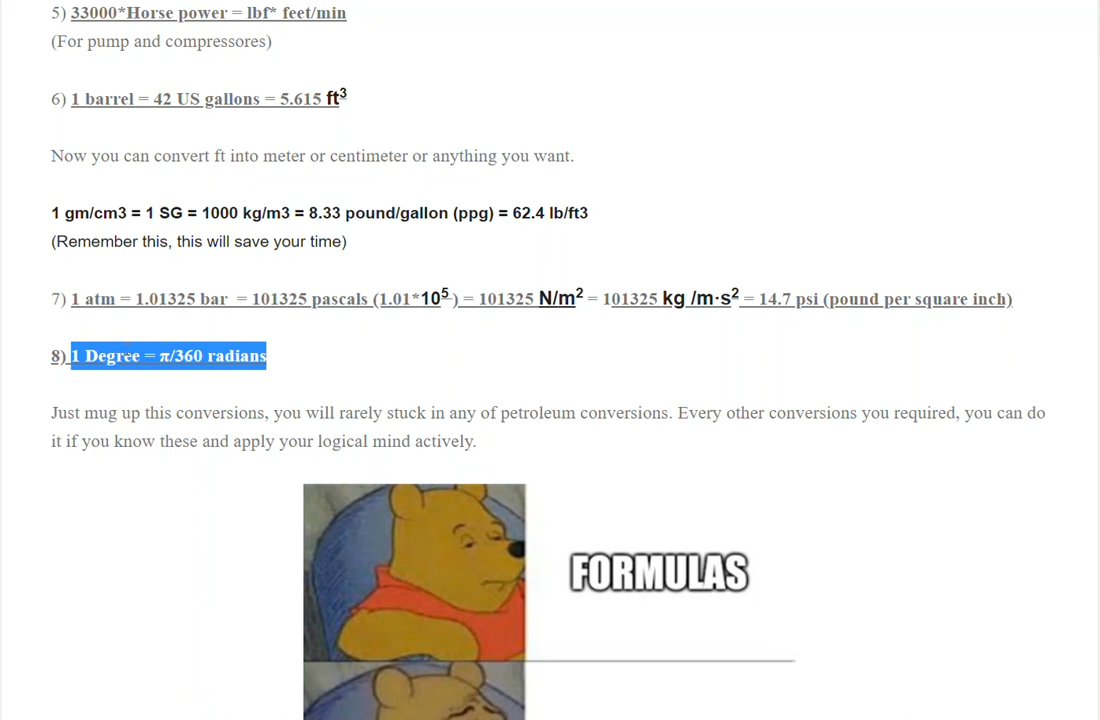 5) 33000*Horse power = lbf* feet/min
(For pump and compressores)
6) 1 barrel = 42 US gallons = 5.615 ft³
Now you can convert ft into meter or centimeter or anything you want.
1 gm/cm3 = 1 SG = 1000 kg/m3 = 8.33 pound/gallon (ppg) = 62.4 lb/ft3
(Remember this, this will save your time)
7) 1 atm = 1.01325 bar = 101325 pascals (1.01*10⁵ ) = 101325 N/m² = 101325 kg /m·s² = 14.7 psi (pound per square inch)
8) 1 Degree = π/360 radians
Just mug up this conversions, you will rarely stuck in any of petroleum conversions. Every other conversions you required, you can do
it if you know these and apply your logical mind actively.
FORMULAS